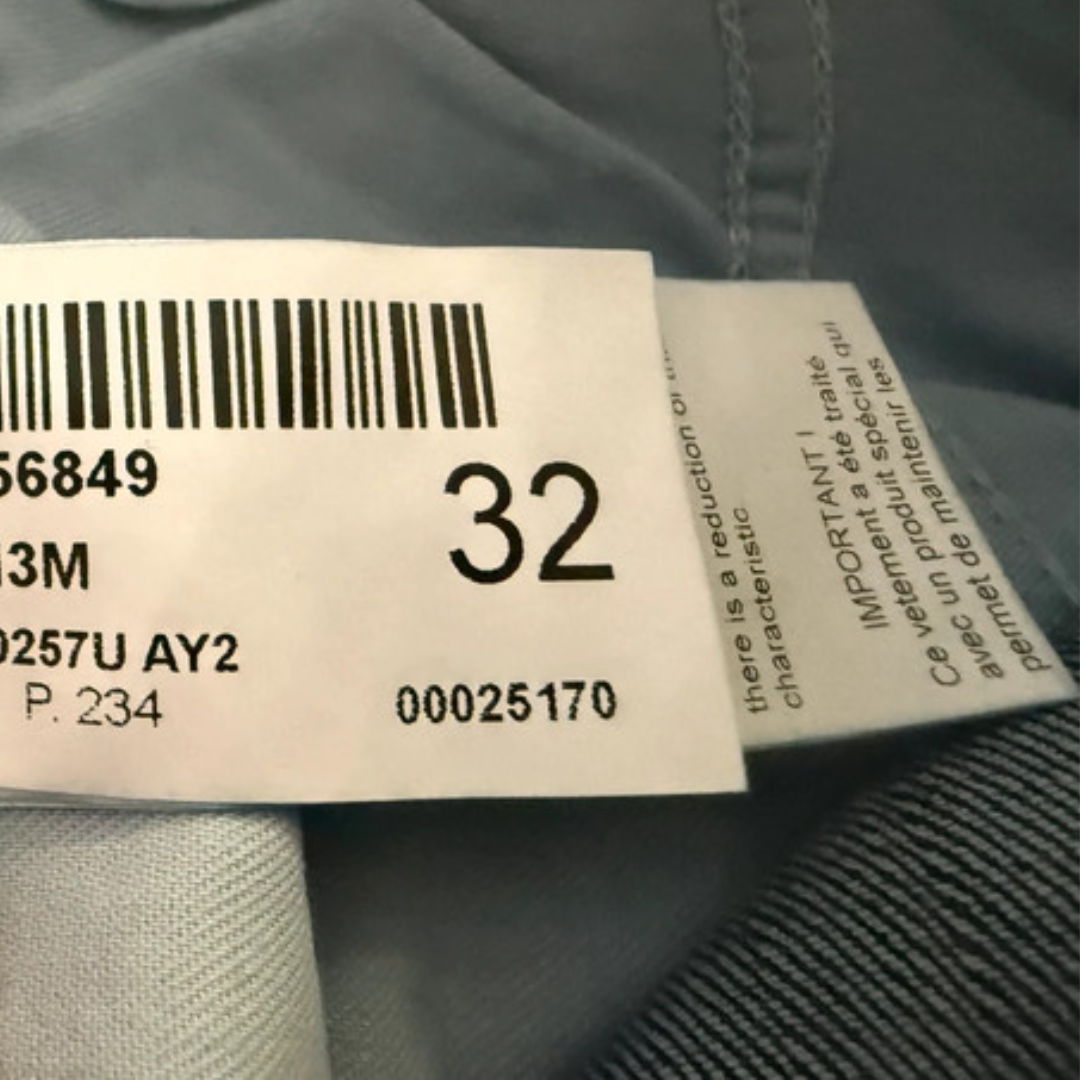 56849
13M
0257U AY2
P. 234
32
00025170
there is a reduction of
characteristic
IMPORTANT !
Ce vetement a été traité
avec un produit spécial qui
permet de maintenir les